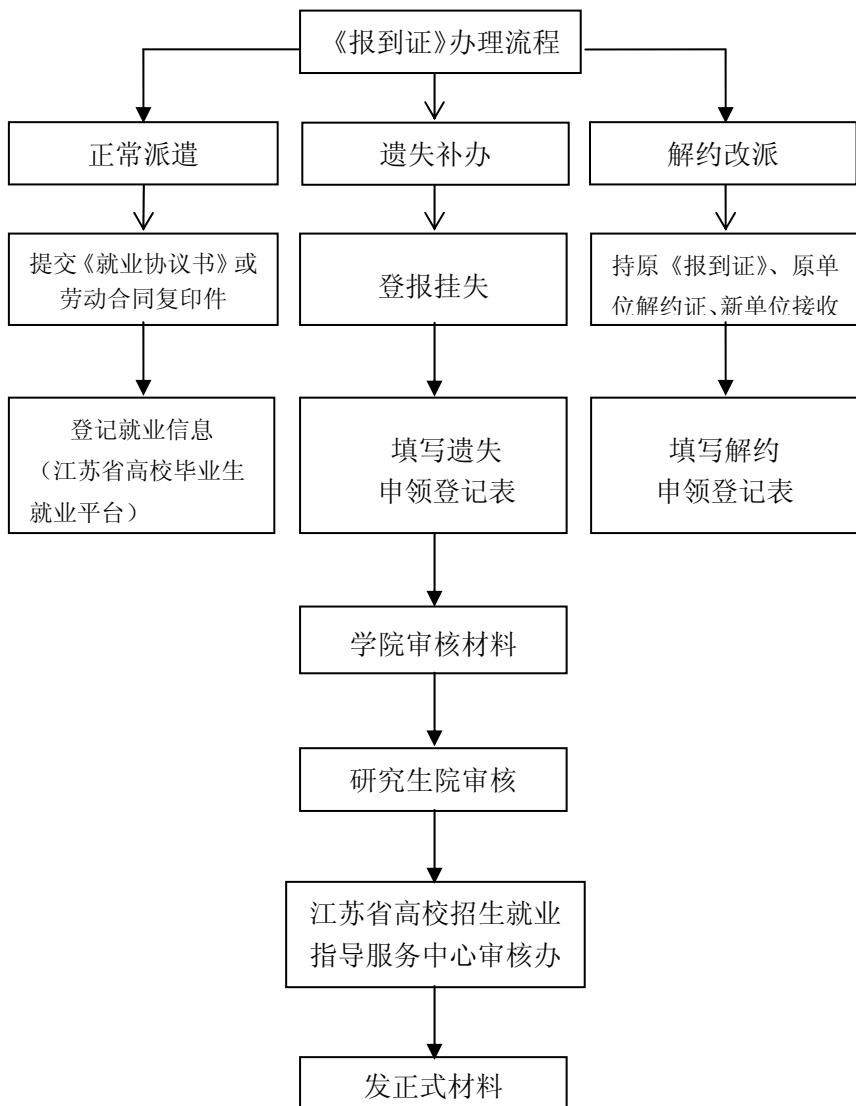 《报到证》办理流程
正常派遣
遗失补办
解约改派
提交《就业协议书》或
劳动合同复印件
登报挂失
持原《报到证》、原单
位解约证、新单位接收
登记就业信息
（江苏省高校毕业生
就业平台）
填写遗失
申领登记表
填写解约
申领登记表
学院审核材料
研究生院审核
江苏省高校招生就业
指导服务中心审核办
发正式材料